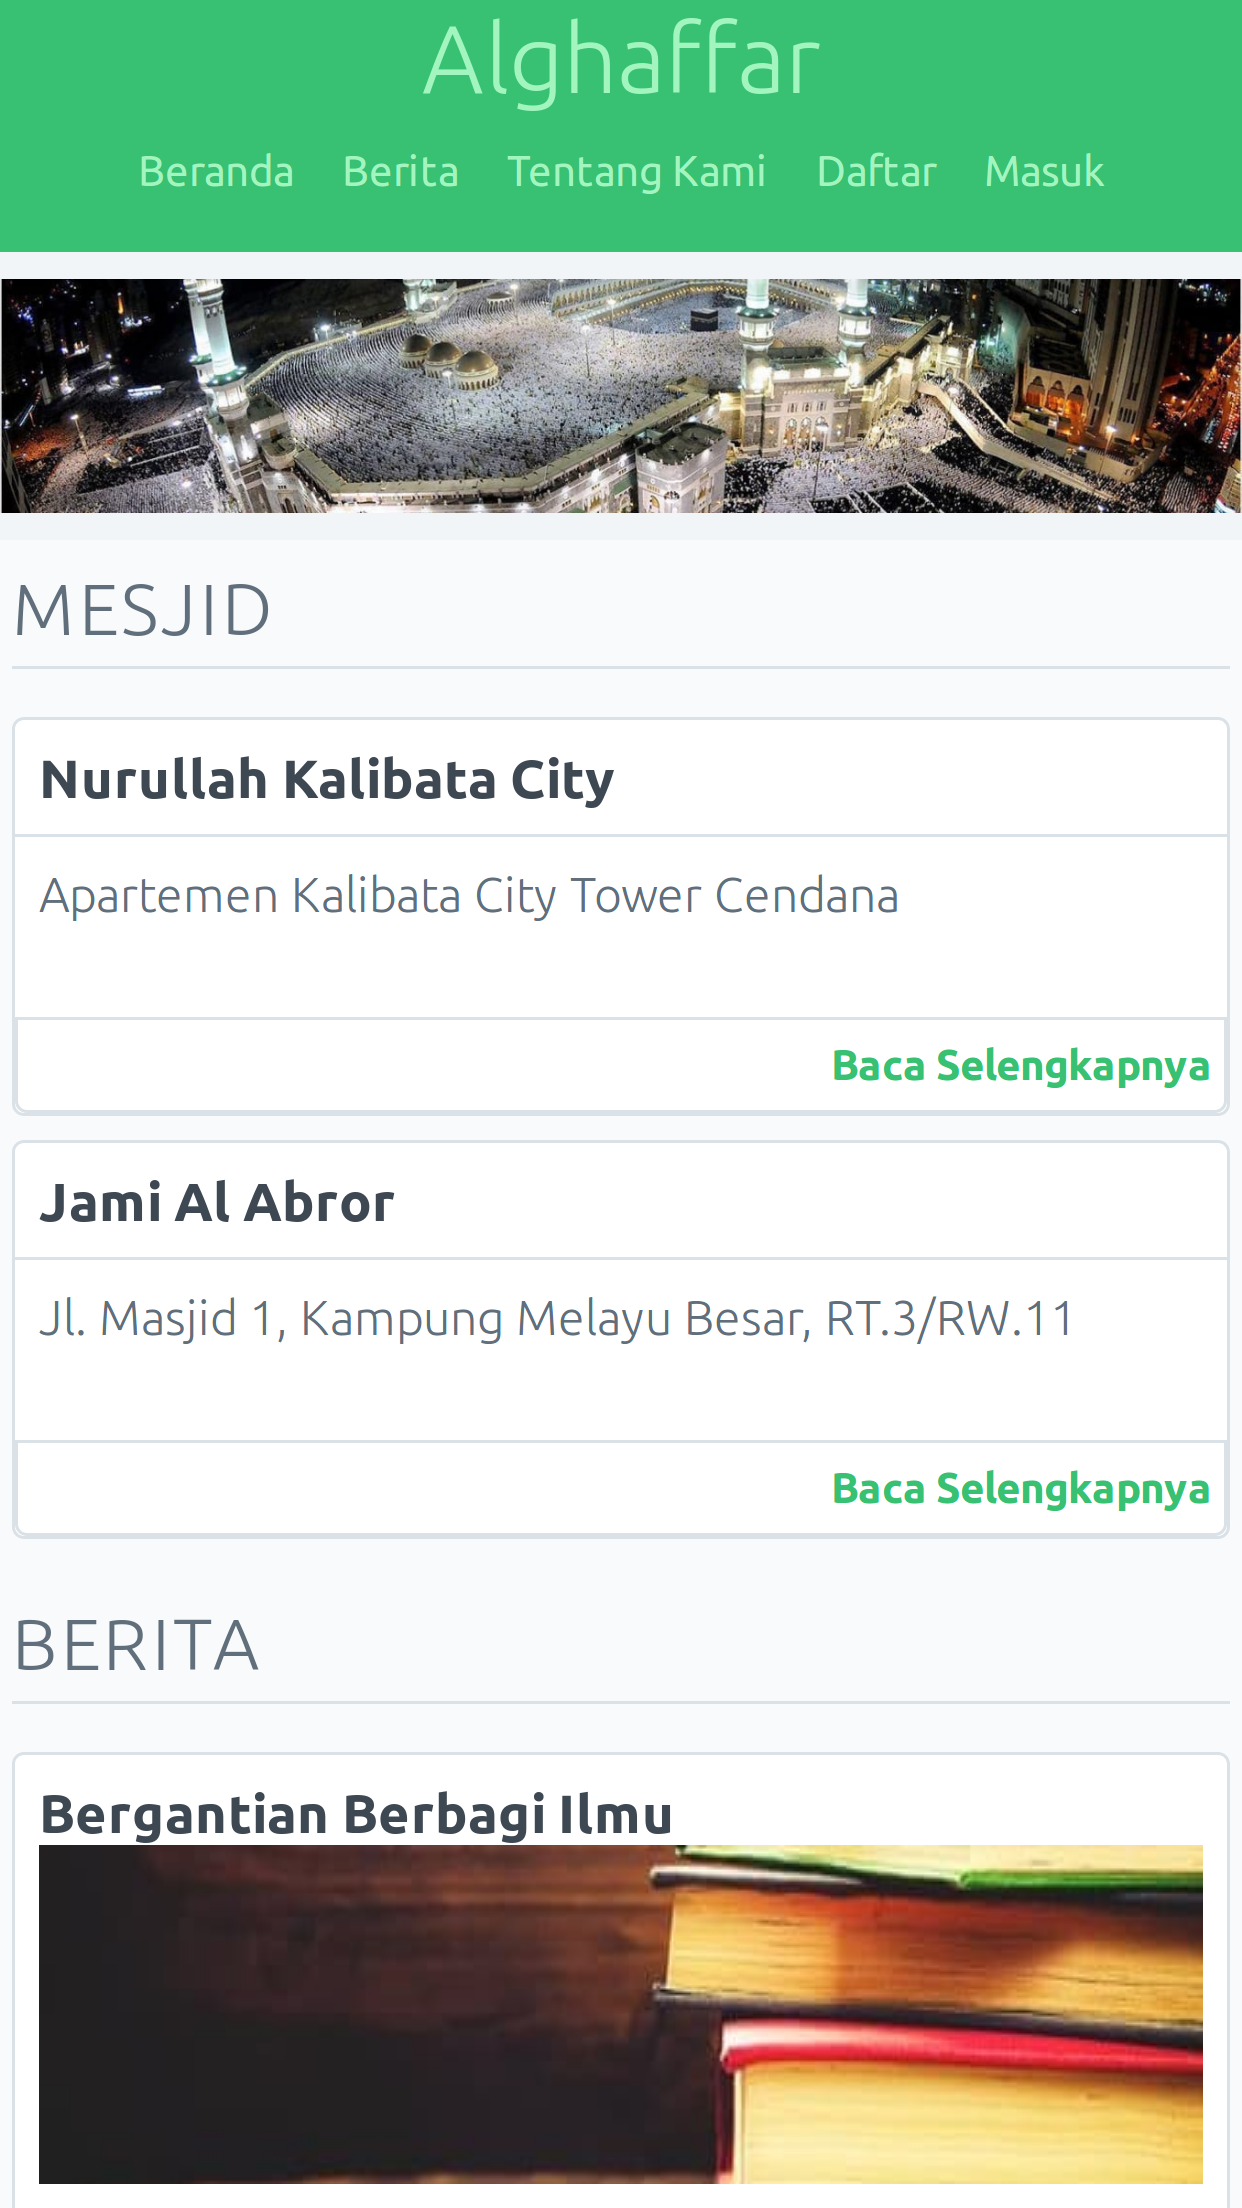 Alghaffar
Beranda Berita Tentang Kami Daftar Masuk
MESJID
Nurullah Kalibata City
Apartemen Kalibata City Tower Cendana
Baca Selengkapnya
Jami Al Abror
Jl. Masjid 1, Kampung Melayu Besar, RT.3/RW.11
Baca Selengkapnya
BERITA
Bergantian Berbagi Ilmu